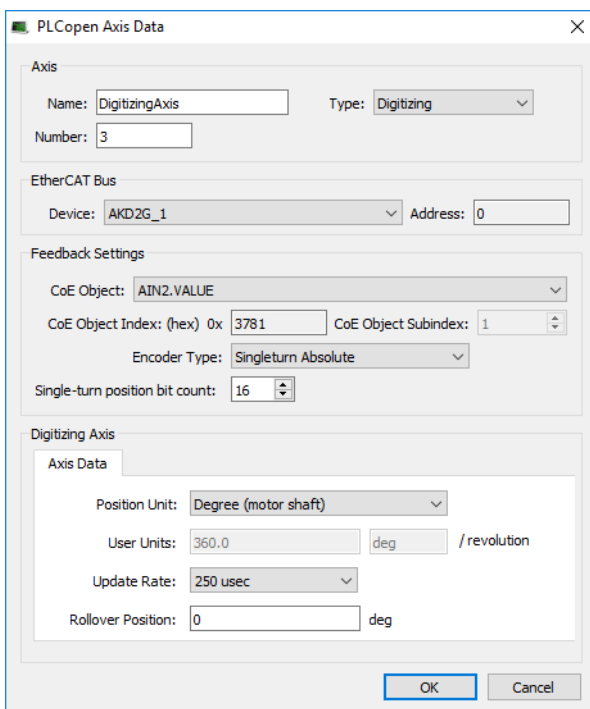 PLCopen Axis Data
Axis
Name: DigitizingAxis Type: Digitizing
Number: 3
EtherCAT Bus
Device: AKD2G_1 Address: 0
Feedback Settings
CoE Object: AIN2.VALUE
CoE Object Index: (hex) 0x 3781 CoE Object Subindex: 1
Encoder Type: Singleturn Absolute
Single-turn position bit count: 16
Digitizing Axis
Axis Data
Position Unit: Degree (motor shaft)
User Units: 360.0 deg / revolution
Update Rate: 250 usec
Rollover Position: 0 deg
OK Cancel